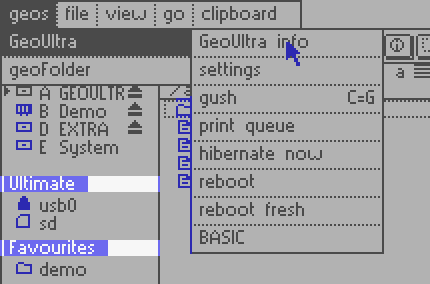 geos file view go clipboard
GeoUltra
geoFolder
GeoUltra info
settings
gush C=G
print queue
hibernate now
reboot
reboot fresh
BASIC
A GEOULTR
B Demo
D EXTRA
E System
Ultimate
usb0
sd
Favourites
demo
a